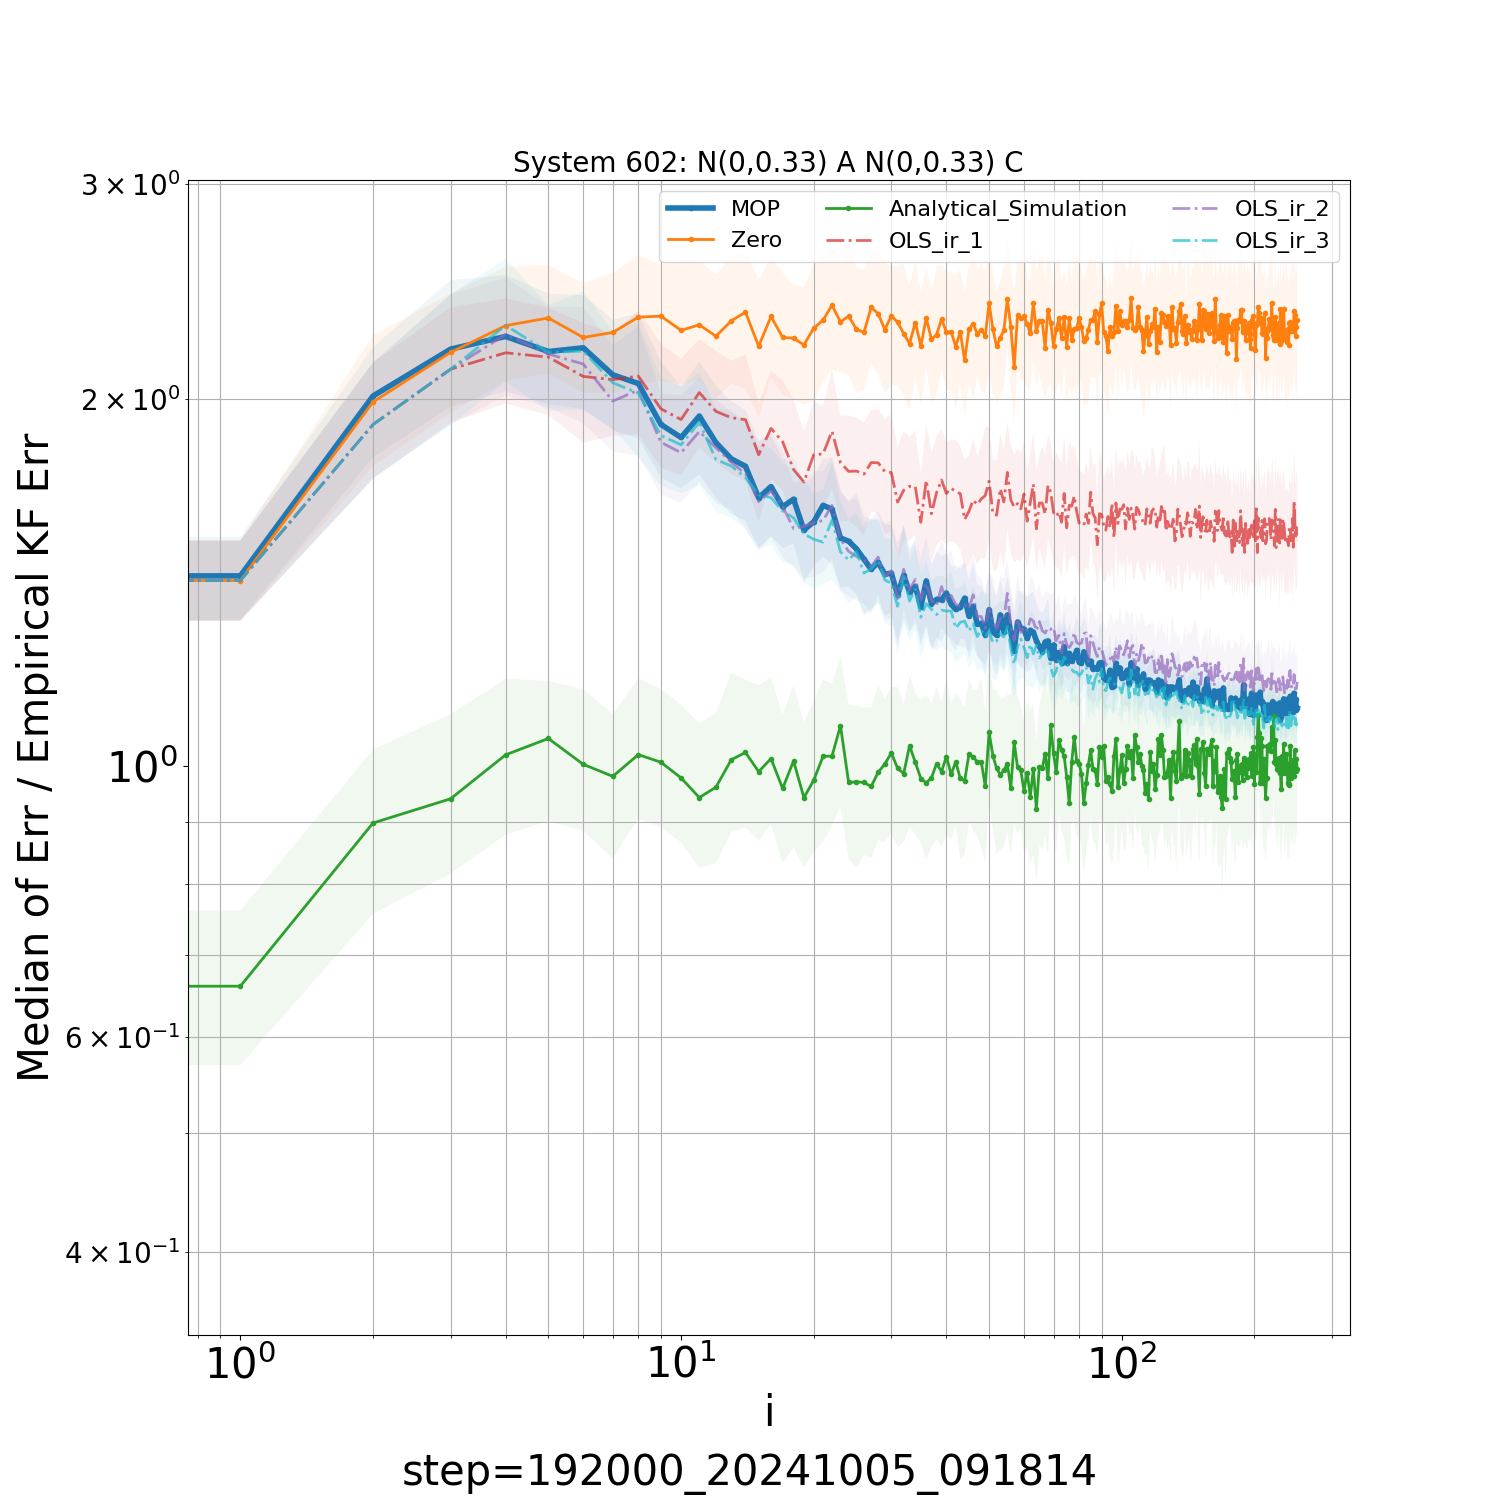 System 602: N(0,0.33) A N(0,0.33) C
MOP
Zero
Analytical_Simulation
OLS_ir_1
OLS_ir_2
OLS_ir_3
Median of Err / Empirical KF Err
3 × 10⁰
2 × 10⁰
10⁰
6 × 10⁻¹
4 × 10⁻¹
10⁰ 10¹ 10²
i
step=192000_20241005_091814